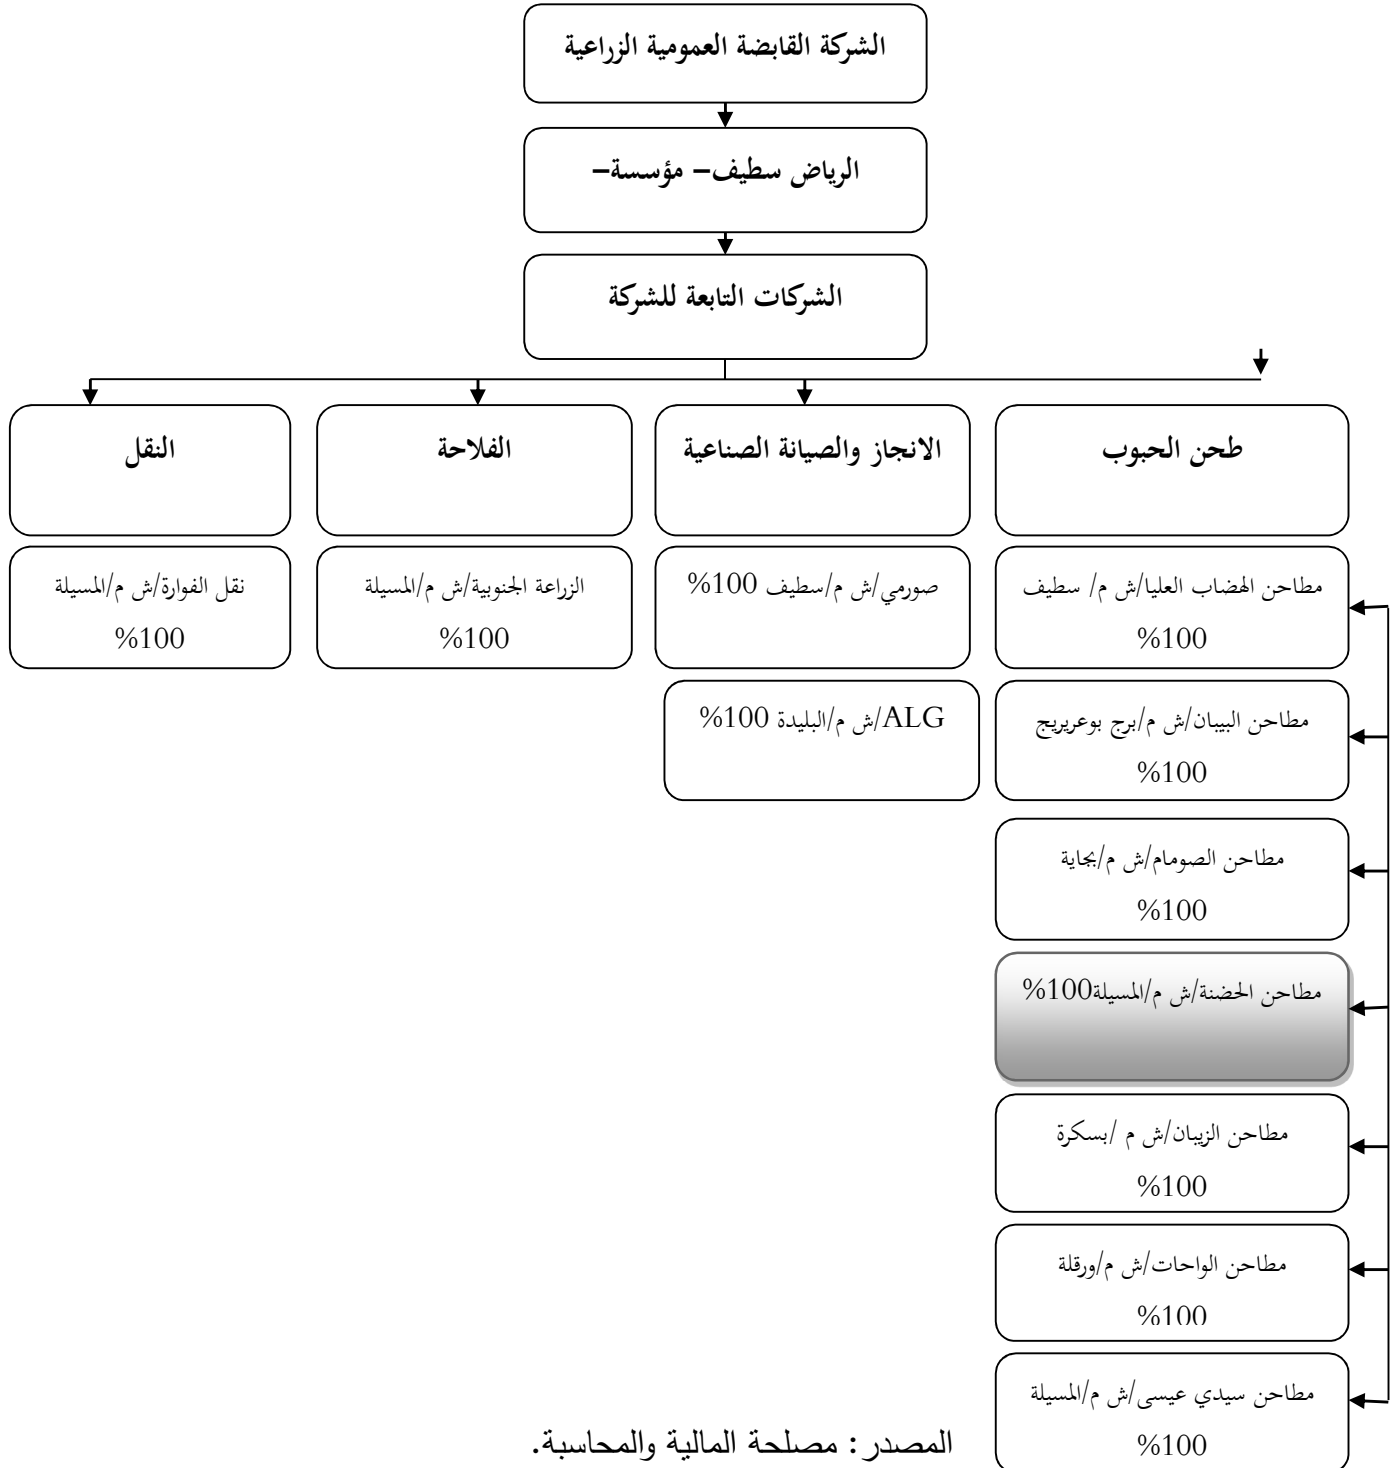 الشركة القابضة العمومية الزراعية
الرياض سطيف– مؤسسة–
الشركات التابعة للشركة
طحن الحبوب
الانجاز والصيانة الصناعية
الفلاحة
النقل
مطاحن الهضاب العليا/ش م/ سطيف
%100
صورمي/ش م/سطيف 100%
الزراعة الجنوبية/ش م/المسيلة
%100
نقل الفوارة/ش م/المسيلة
%100
مطاحن البيبان/ش م/برج بوعريريج
%100
ALG/ش م/البليدة 100%
مطاحن الصومام/ش م/بجاية
%100
مطاحن الحضنة/ش م/المسيلة100%
مطاحن الزيبان/ش م /بسكرة
%100
مطاحن الواحات/ش م/ورقلة
%100
مطاحن سيدي عيسى/ش م/المسيلة
%100
المصدر : مصلحة المالية والمحاسبة.